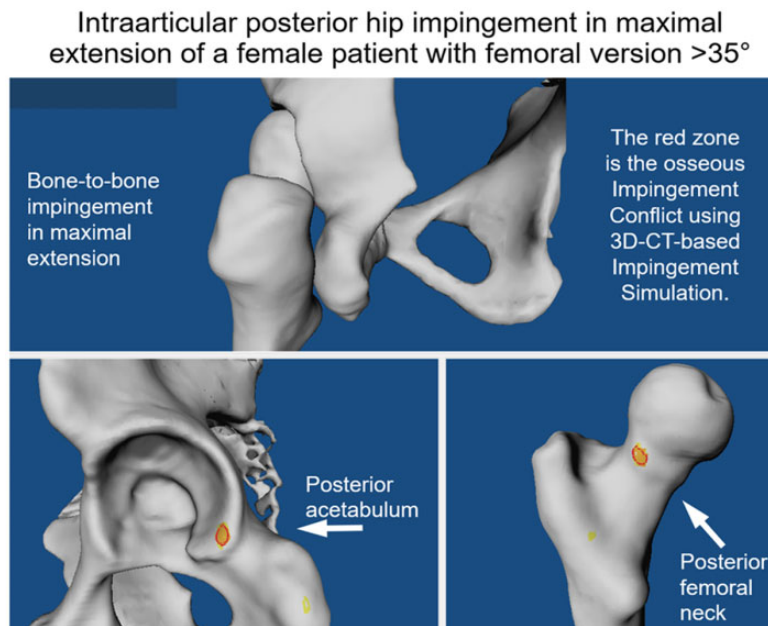 Intraarticular posterior hip impingement in maximal
extension of a female patient with femoral version >35°
Bone-to-bone
impingement
in maximal
extension
The red zone
is the osseous
Impingement
Conflict using
3D-CT-based
Impingement
Simulation.
Posterior
acetabulum
Posterior
femoral
neck